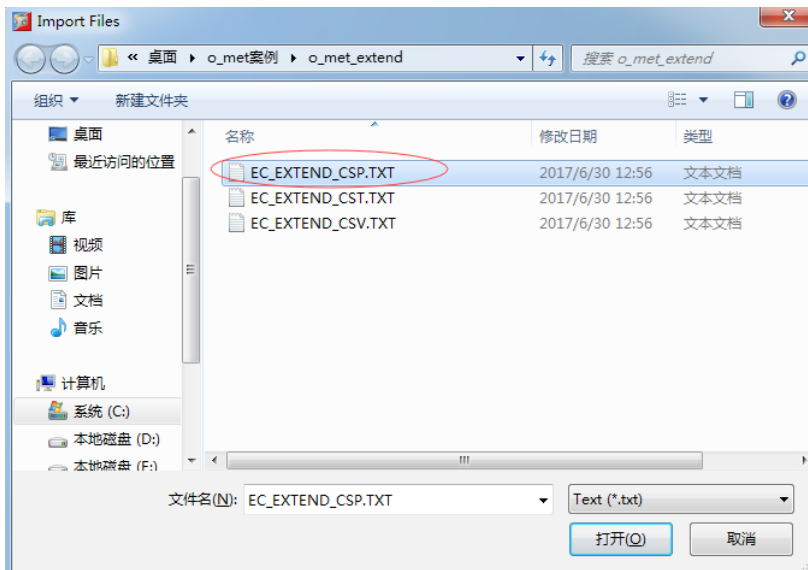 Import Files
« 桌面 ▸ o_met案例 ▸ o_met_extend
搜索 o_met_extend
组织 新建文件夹
桌面
最近访问的位置
库
视频
图片
文档
音乐
计算机
系统 (C:)
本地磁盘 (D:)
本地磁盘 (E:)
名称 修改日期 类型
EC_EXTEND_CSP.TXT 2017/6/30 12:56 文本文档
EC_EXTEND_CST.TXT 2017/6/30 12:56 文本文档
EC_EXTEND_CSV.TXT 2017/6/30 12:56 文本文档
文件名(N): EC_EXTEND_CSP.TXT Text (*.txt)
打开(O) 取消